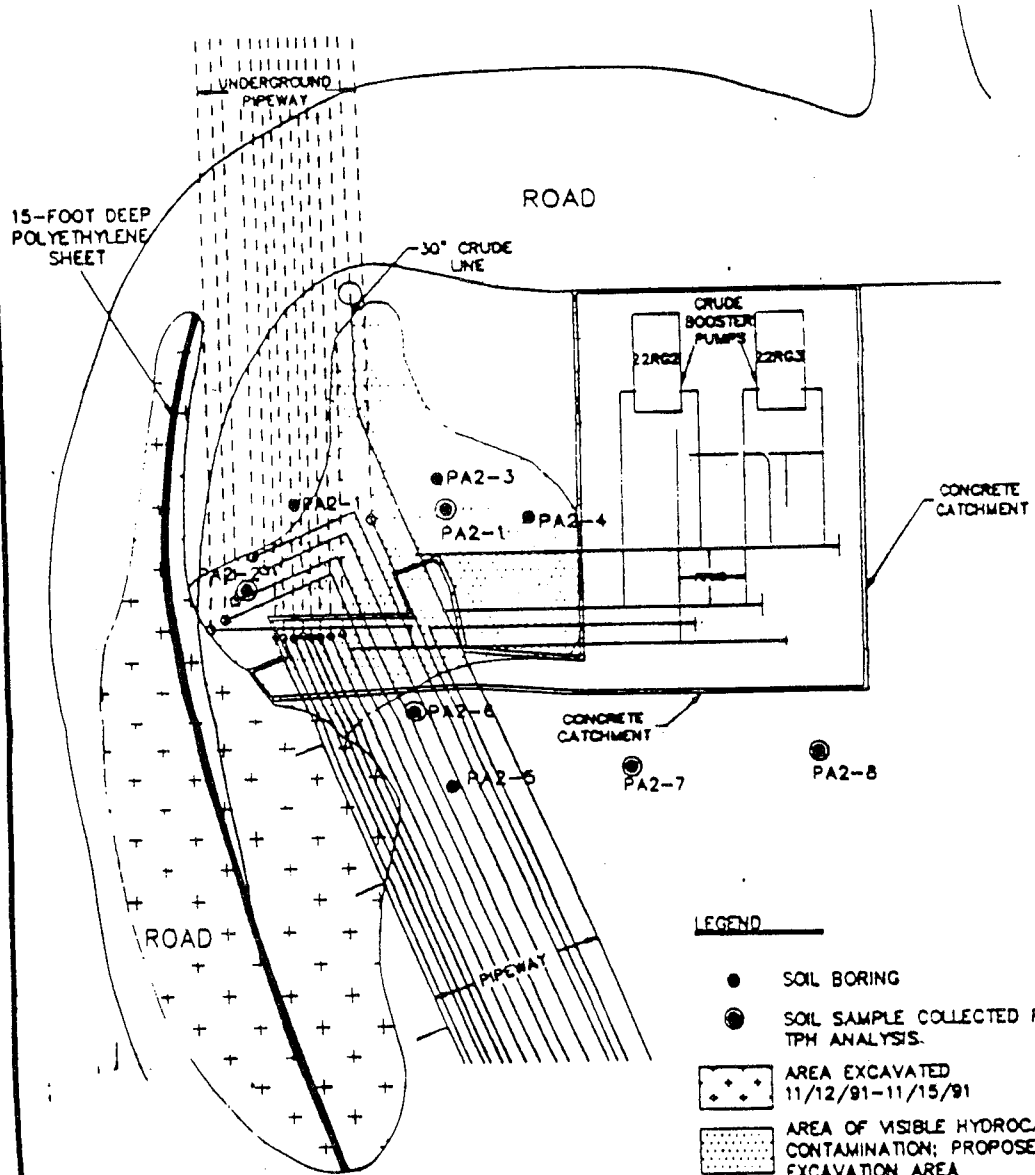 UNDERGROUND
PIPEWAY
15-FOOT DEEP
POLYETHYLENE
SHEET
ROAD
30" CRUDE
LINE
CRUDE
BOOSTER
PUMPS
22RG2
22RG3
PA2-3
PA2-1
PA2-4
CONCRETE
CATCHMENT
PA2-6
CONCRETE
CATCHMENT
PA2-5
PA2-7
PA2-8
ROAD
PIPEWAY
LEGEND
SOIL BORING
SOIL SAMPLE COLLECTED
TPH ANALYSIS.
AREA EXCAVATED
11/12/91-11/15/91
AREA OF VISIBLE
CONTAMINATION;
EXCAVATION AREA